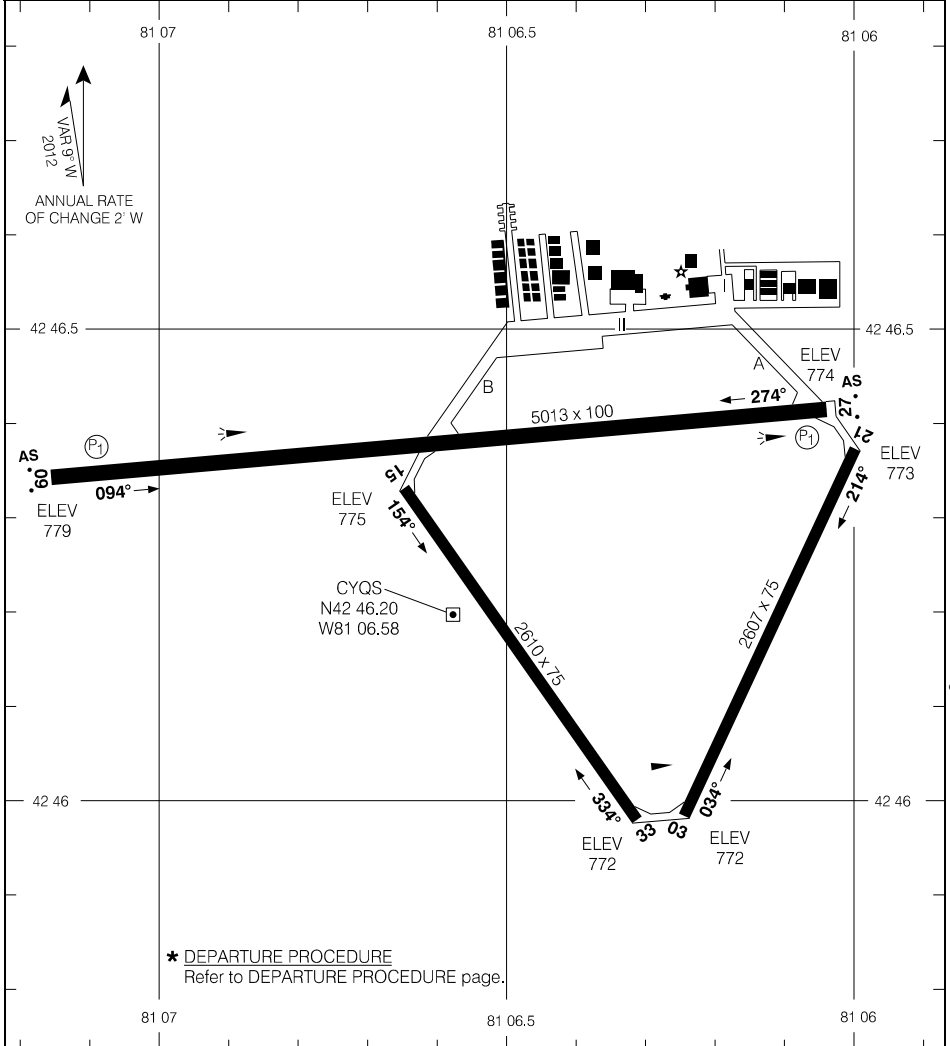 81 07
81 06.5
81 06
VAR 9° W
2012
ANNUAL RATE
OF CHANGE 2' W
42 46.5
42 46.5
ELEV
774
A
AS
B
274°
27
5013 x 100
21
P1
P1
AS
09
094°
15
ELEV
773
214°
ELEV
779
ELEV
775
154°
CYQS
N42 46.20
W81 06.58
2610 x 75
2607 x 75
42 46
42 46
334°
034°
33
03
ELEV
772
ELEV
772
* DEPARTURE PROCEDURE
Refer to DEPARTURE PROCEDURE page.
81 07
81 06.5
81 06